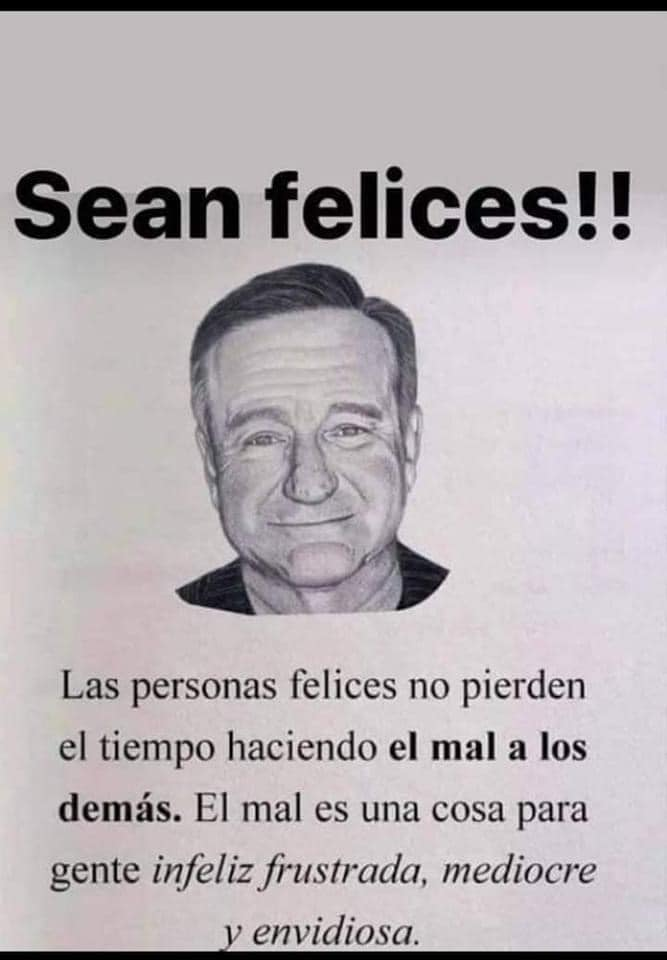 Sean felices!!
Las personas felices no pierden
el tiempo haciendo el mal a los
demás. El mal es una cosa para
gente infeliz frustrada, mediocre
y envidiosa.